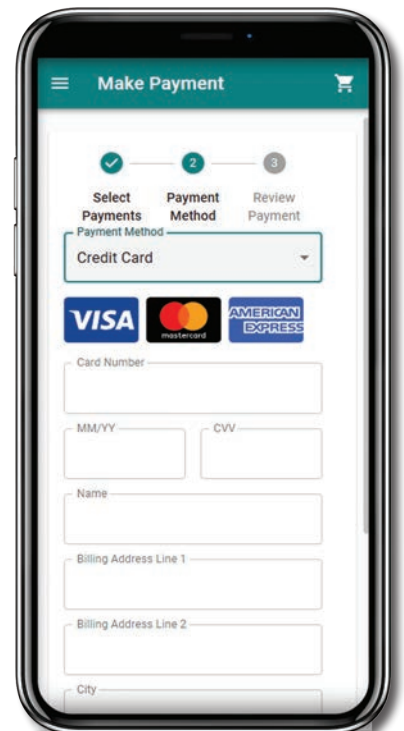 Make Payment
2 3
Select Payment Review
Payments Method Payment
Payment Method
Credit Card
VISA mastercard AMERICAN EXPRESS
Card Number
MM/YY CVV
Name
Billing Address Line 1
Billing Address Line 2
City